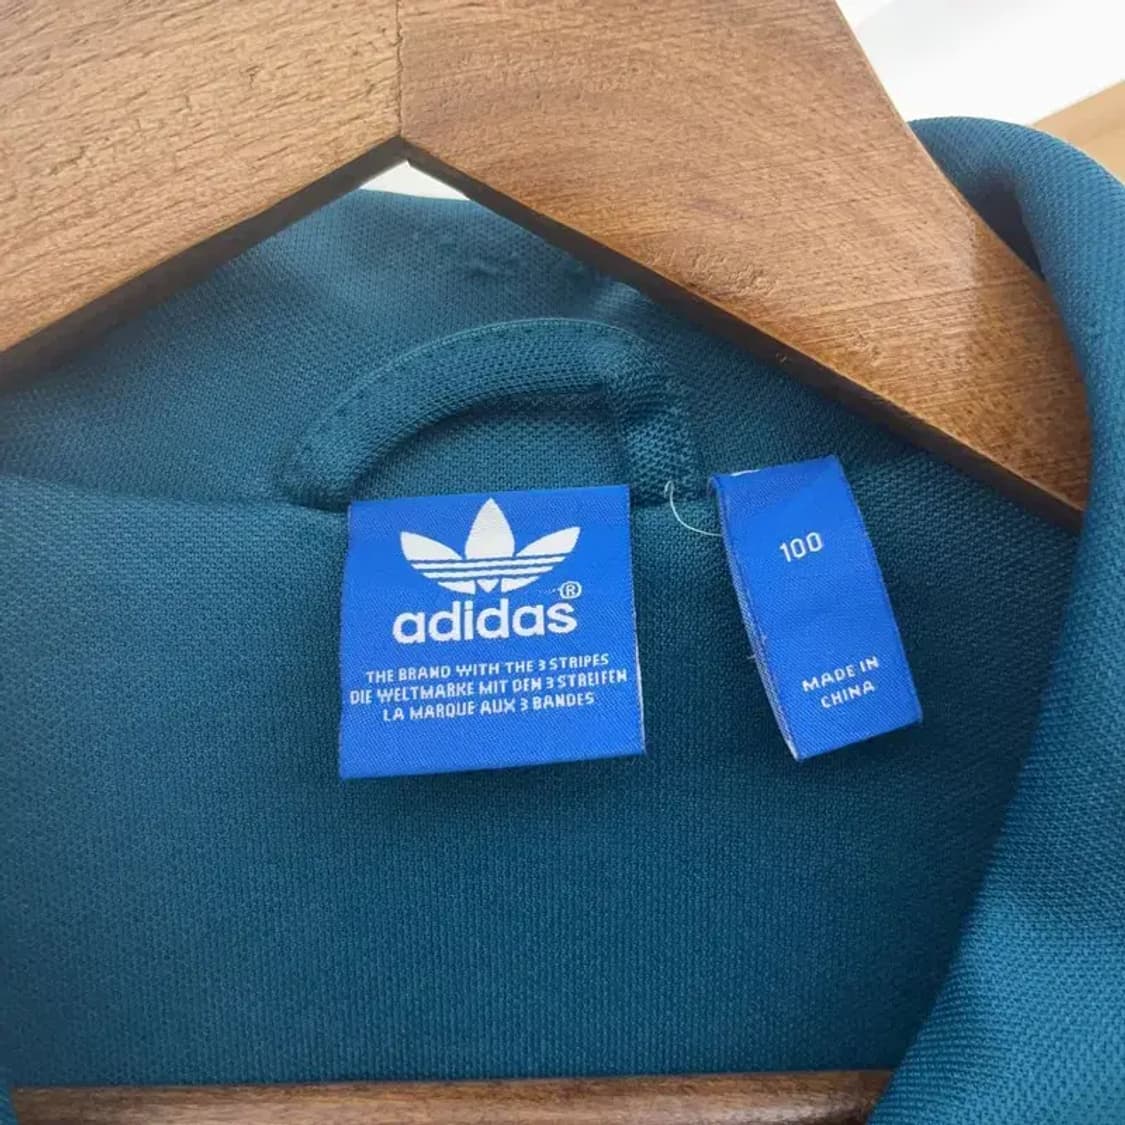 adidas®
THE BRAND WITH THE 3 STRIPES
DIE WELTMARKE MIT DEN 3 STREIFEN
LA MARQUE AUX 3 BANDES
100
MADE IN
CHINA